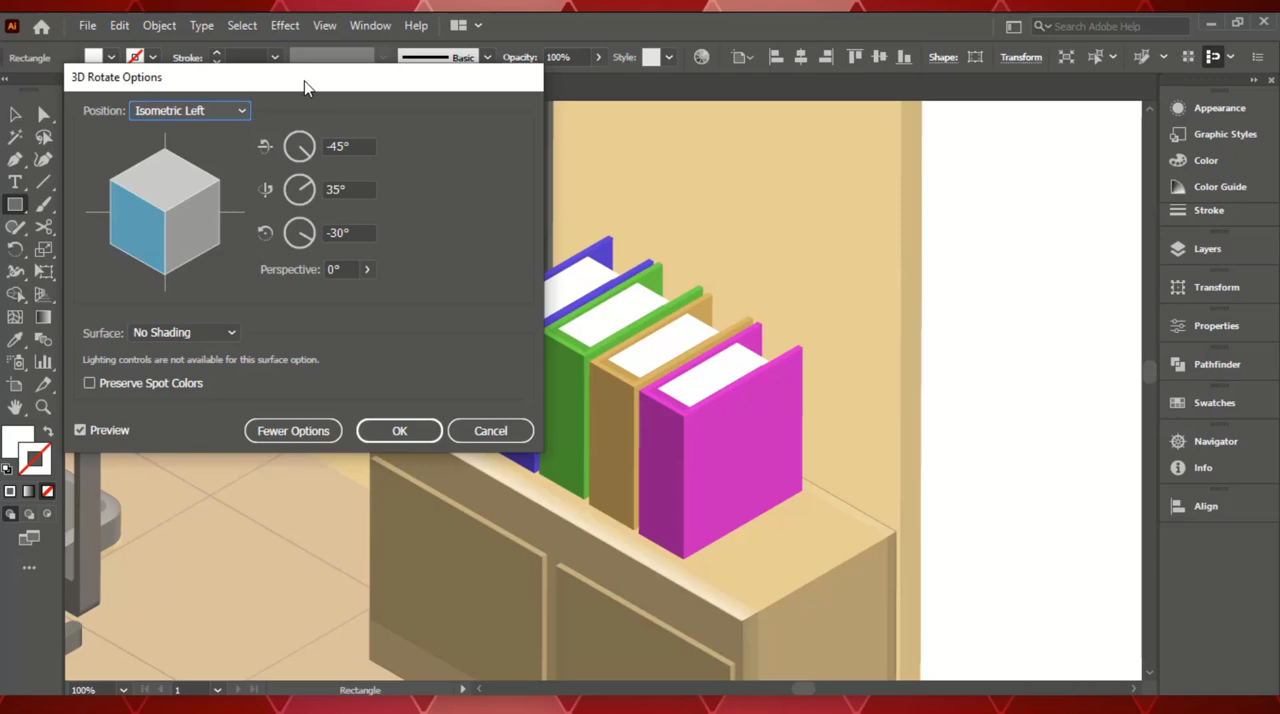 Ai File Edit Object Type Select Effect View Window Help Search Adobe Help
Rectangle Stroke: Basic Opacity: 100% Style: Shape: Transform
3D Rotate Options
Position: Isometric Left
-45°
35°
-30°
Perspective: 0°
Surface: No Shading
Lighting controls are not available for this surface option.
Preserve Spot Colors
Preview Fewer Options OK Cancel
Appearance
Graphic Styles
Color
Color Guide
Stroke
Layers
Transform
Properties
Pathfinder
Swatches
Navigator
Info
Align
100% 1 Rectangle